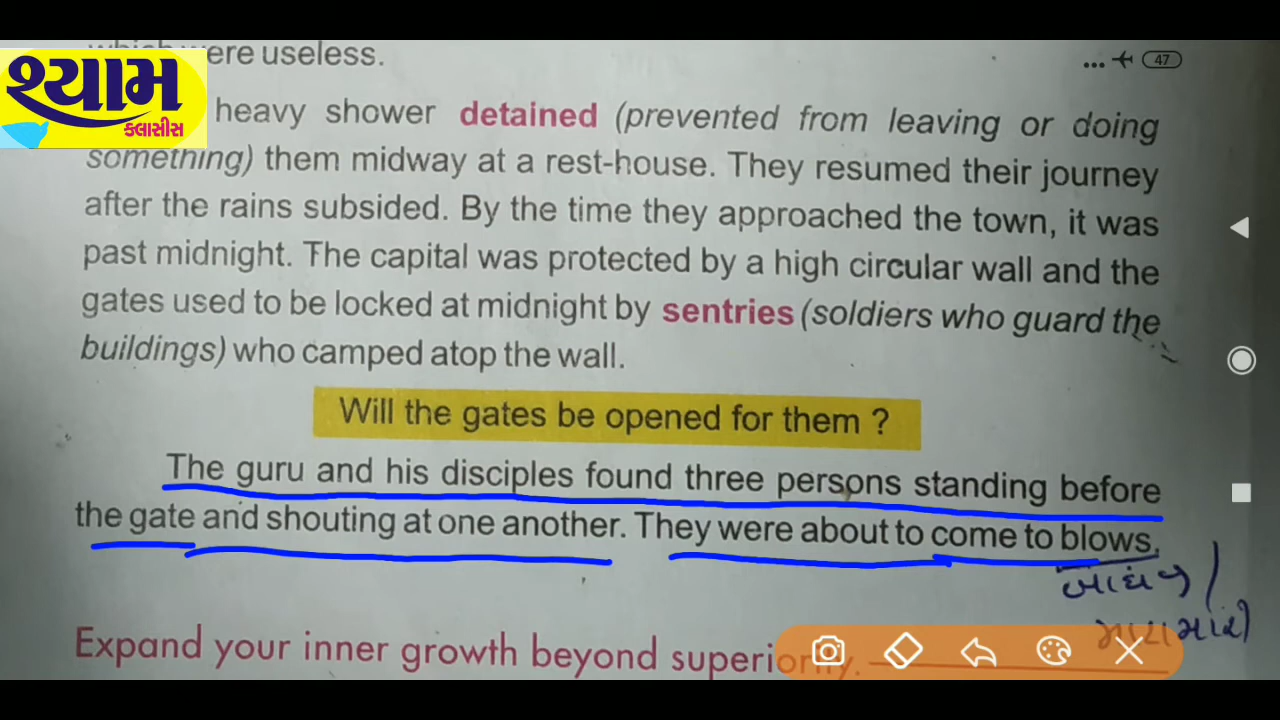 which were useless.
47
શ્યામ
કલાસીસ
heavy shower detained (prevented from leaving or doing
something) them midway at a rest-house. They resumed their journey
after the rains subsided. By the time they approached the town, it was
past midnight. The capital was protected by a high circular wall and the
gates used to be locked at midnight by sentries (soldiers who guard the
buildings) who camped atop the wall.
Will the gates be opened for them ?
The guru and his disciples found three persons standing before
the gate and shouting at one another. They were about to come to blows.
Expand your inner growth beyond superiority.